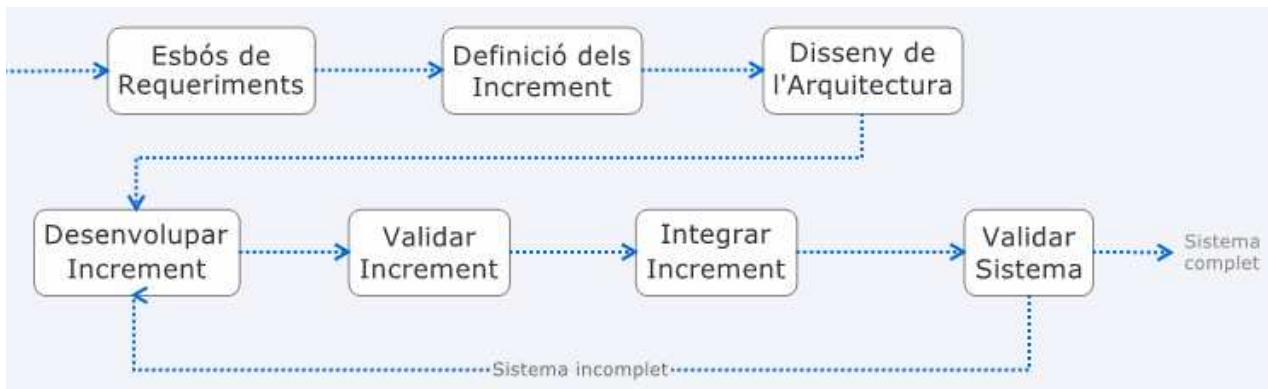 Esbós de
Requeriments
Definició dels
Increment
Disseny de
l'Arquitectura
Desenvolupar
Increment
Validar
Increment
Integrar
Increment
Validar
Sistema
Sistema
complet
Sistema incomplet